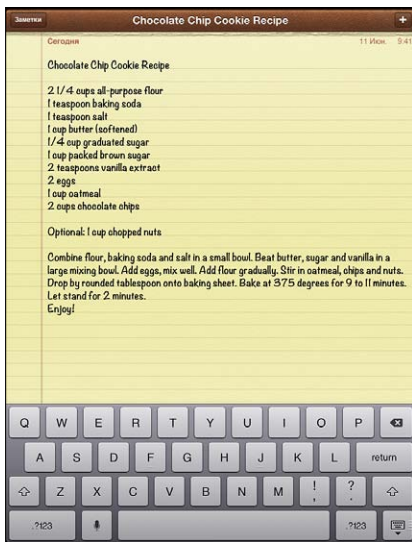 Заметки
Chocolate Chip Cookie Recipe
+
Сегодня
11 Июн. 9:41
Chocolate Chip Cookie Recipe
2 1/4 cups all-purpose flour
1 teaspoon baking soda
1 teaspoon salt
1 cup butter (softened)
1/4 cup graduated sugar
1 cup packed brown sugar
2 teaspoons vanilla extract
2 eggs
1 cup oatmeal
2 cups chocolate chips
Optional: 1 cup chopped nuts
Combine flour, baking soda and salt in a small bowl. Beat butter, sugar and vanilla in a
large mixing bowl. Add eggs, mix well. Add flour gradually. Stir in oatmeal, chips and nuts.
Drop by rounded tablespoon onto baking sheet. Bake at 375 degrees for 9 to 11 minutes.
Let stand for 2 minutes.
Enjoy!
Q W E R T Y U I O P
A S D F G H J K L return
Z X C V B N M ! , ? .
.?123 .?123